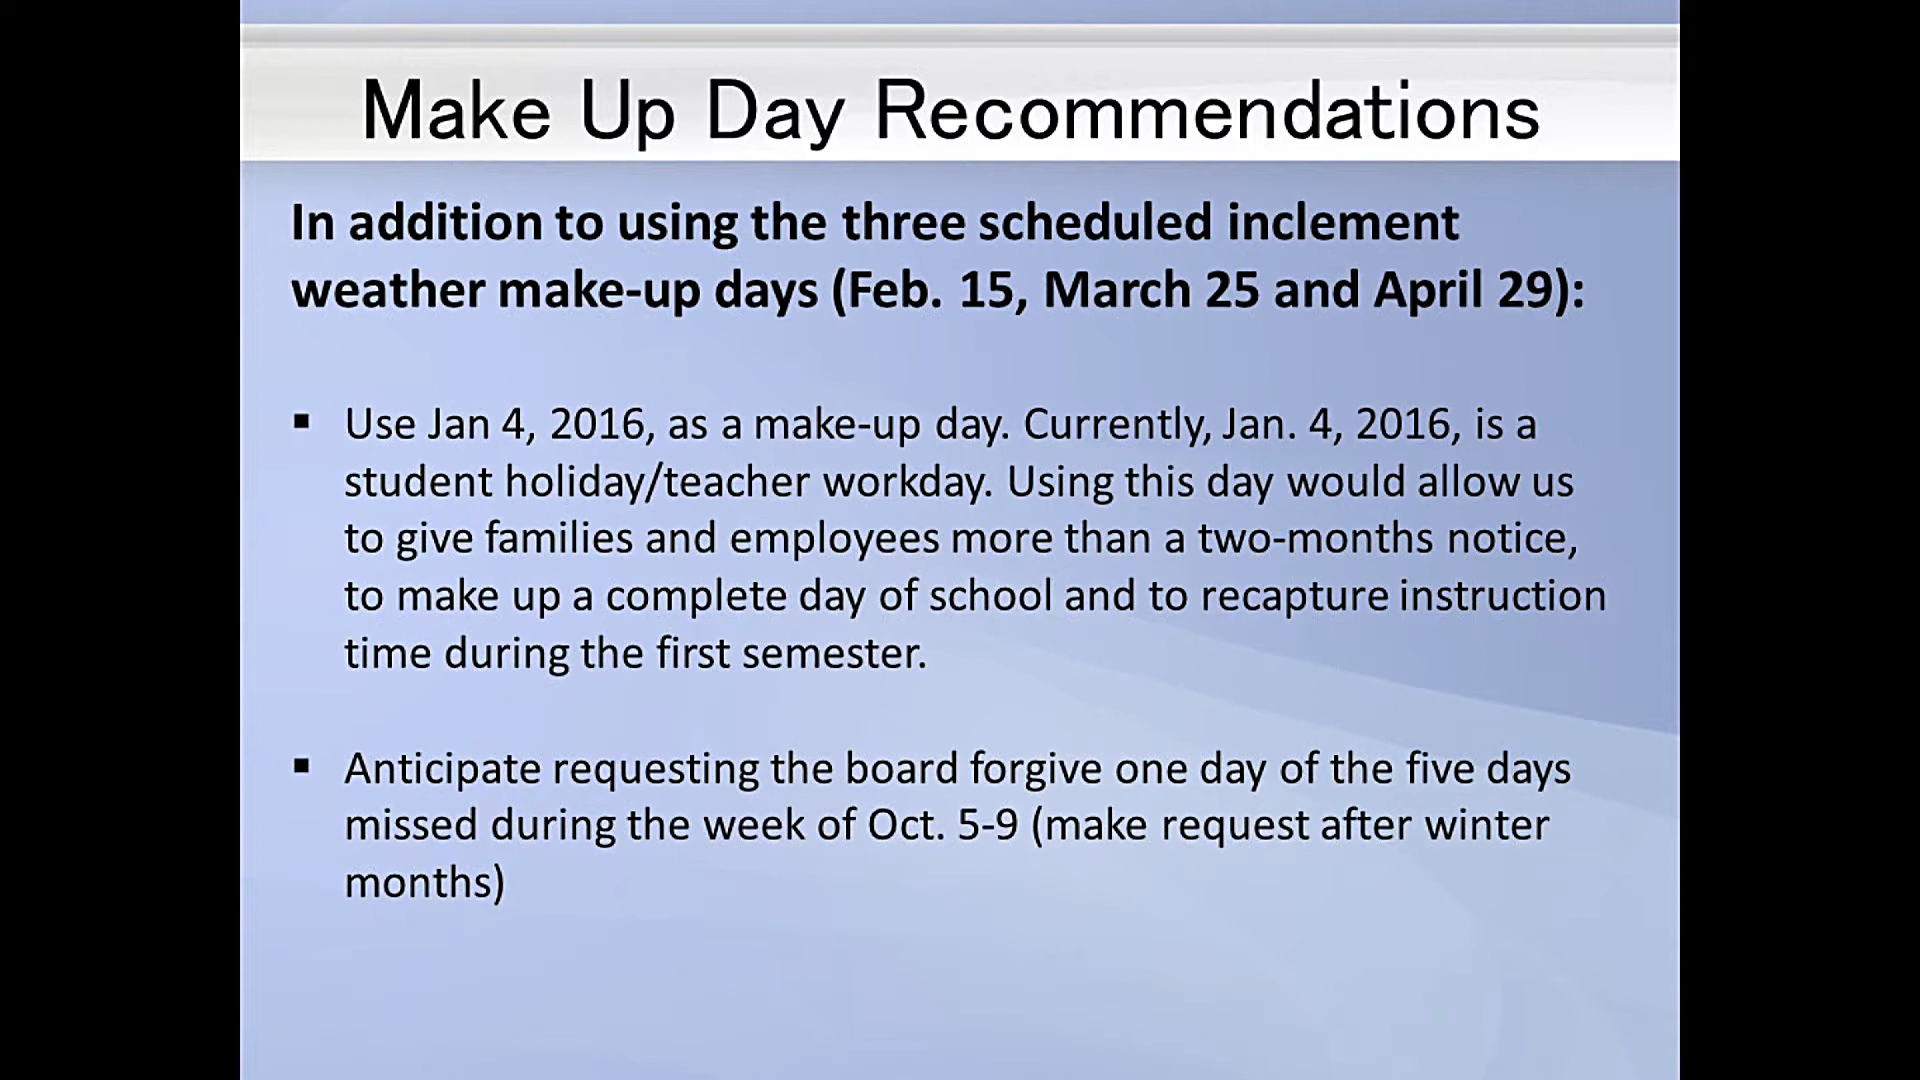 Make Up Day Recommendations
In addition to using the three scheduled inclement
weather make-up days (Feb. 15, March 25 and April 29):
▪ Use Jan 4, 2016, as a make-up day. Currently, Jan. 4, 2016, is a
student holiday/teacher workday. Using this day would allow us
to give families and employees more than a two-months notice,
to make up a complete day of school and to recapture instruction
time during the first semester.
▪ Anticipate requesting the board forgive one day of the five days
missed during the week of Oct. 5-9 (make request after winter
months)